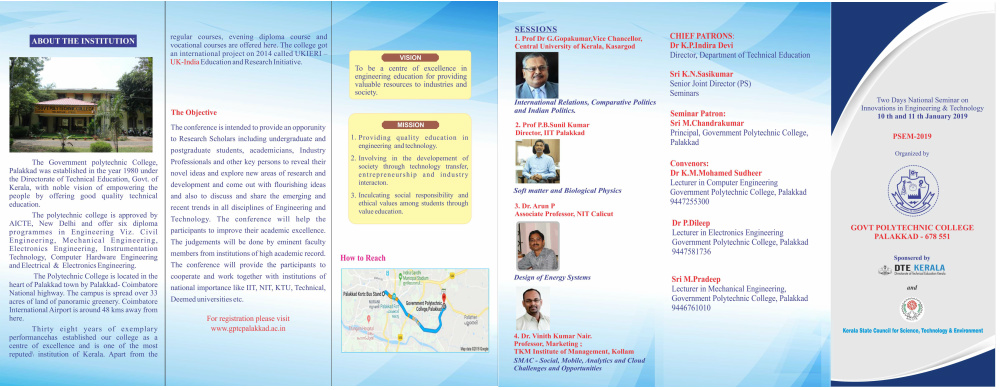 ABOUT THE INSTITUTION
The Government polytechnic College,
Palakkad was established in the year 1980 under
the Directorate of Technical Education, Govt. of
Kerala, with noble vision of empowering the
people by offering good quality technical
education.
The polytechnic college is approved by
AICTE, New Delhi and offer six diploma
programmes in Engineering Viz. Civil
Engineering, Mechanical Engineering,
Electronics Engineering, Instrumentation
Technology, Computer Hardware Engineering
and Electrical & Electronics Engineering.
The Polytechnic College is located in the
heart of Palakkad town by Palakkad- Coimbatore
National highway. The campus is spread over 33
acres of land of panoramic greenery. Coimbatore
International Airport is around 48 kms away from
here.
Thirty eight years of exemplary
performancehas established our college as a
centre of excellence and is one of the most
reputed\ institution of Kerala. Apart from the
regular courses, evening diploma course and
vocational courses are offered here. The college got
an international project on 2014 called UKIERI –
UK-India Education and Research Initiative.
The Objective
The conference is intended to provide an opporunity
to Research Scholars including undergraduate and
postgraduate students, academicians, Industry
Professionals and other key persons to reveal their
novel ideas and explore new areas of research and
development and come out with flourishing ideas
and also to discuss and share the emerging and
recent trends in all disciplines of Engineering and
Technology. The conference will help the
participants to improve their academic excellence.
The judgements will be done by eminent faculty
members from institutions of high academic record.
The conference will provide the participants to
cooperate and work together with institutions of
national importance like IIT, NIT, KTU, Technical,
Deemed universities etc.
For registration please visit
www.gptcpalakkad.ac.in
VISION
To be a centre of excellence in
engineering education for providing
valuable resources to industries and
society.
MISSION
1. Providing quality education in
engineering and technology.
2. Involving in the developement of
society through technology transfer,
entrepreneurship and industry
interacton.
3. Inculcating social responsibility and
ethical values among students through
value education.
How to Reach
Indira Gandhi
Municipal Stadium
Palakkad Ksrtc Bus Stand
Government Polytechnic
College,Palakkad
Map data ©2019 Google
SESSIONS
1. Prof Dr G.Gopakumar,Vice Chancellor,
Central University of Kerala, Kasargod
International Relations, Comparative Politics
and Indian Politics.
2. Prof P.B.Sunil Kumar
Director, IIT Palakkad
Soft matter and Biological Physics
3. Dr. Arun P
Associate Professor, NIT Calicut
Design of Energy Systems
4. Dr. Vinith Kumar Nair.
Professor, Marketing ;
TKM Institute of Management, Kollam
SMAC - Social, Mobile, Analytics and Cloud
Challenges and Opportunities
CHIEF PATRONS:
Dr K.P.Indira Devi
Director, Department of Technical Education
Sri K.N.Sasikumar
Senior Joint Director (PS)
Seminars
Seminar Patron:
Sri M.Chandrakumar
Principal, Government Polytechnic College,
Palakkad
Convenors:
Dr K.M.Mohamed Sudheer
Lecturer in Computer Engineering
Government Polytechnic College, Palakkad
9447255300
Dr P.Dileep
Lecturer in Electronics Engineering
Government Polytechnic College, Palakkad
9447581736
Sri M.Pradeep
Lecturer in Mechanical Engineering,
Government Polytechnic College, Palakkad
9446761010
Two Days National Seminar on
Innovations in Engineering & Technology
10 th and 11 th January 2019
PSEM-2019
Organized by
GOVT POLYTECHNIC COLLEGE
PALAKKAD - 678 551
Sponsored by
DTE KERALA
Directorate of Technical Education Kerala
and
Kerala State Council for Science, Technology & Environment